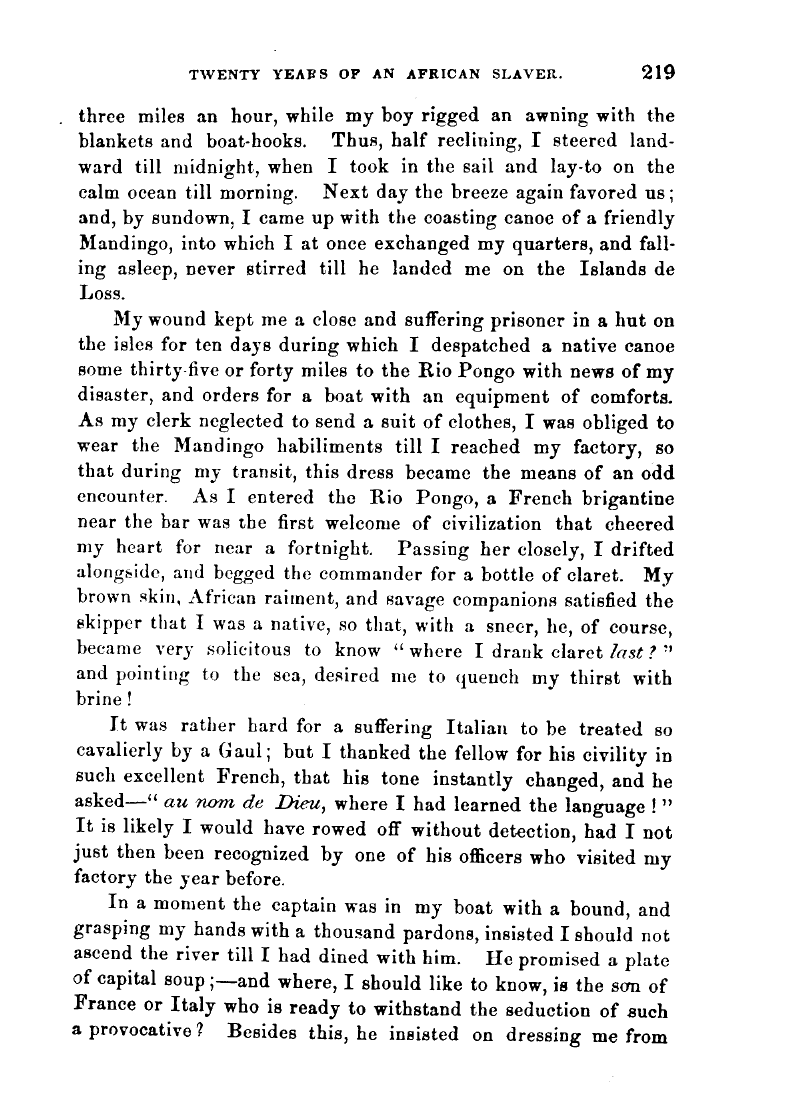 TWENTY YEARS OF AN AFRICAN SLAVER. 219
three miles an hour, while my boy rigged an awning with the
blankets and boat-hooks. Thus, half reclining, I steered land-
ward till midnight, when I took in the sail and lay-to on the
calm ocean till morning. Next day the breeze again favored us;
and, by sundown, I came up with the coasting canoe of a friendly
Mandingo, into which I at once exchanged my quarters, and fall-
ing asleep, never stirred till he landed me on the Islands de
Loss.
My wound kept me a close and suffering prisoner in a hut on
the isles for ten days during which I despatched a native canoe
some thirty-five or forty miles to the Rio Pongo with news of my
disaster, and orders for a boat with an equipment of comforts.
As my clerk neglected to send a suit of clothes, I was obliged to
wear the Mandingo habiliments till I reached my factory, so
that during my transit, this dress became the means of an odd
encounter. As I entered the Rio Pongo, a French brigantine
near the bar was the first welcome of civilization that cheered
my heart for near a fortnight. Passing her closely, I drifted
alongside, and begged the commander for a bottle of claret. My
brown skin, African raiment, and savage companions satisfied the
skipper that I was a native, so that, with a sneer, he, of course,
became very solicitous to know "where I drank claret last?"
and pointing to the sea, desired me to quench my thirst with
brine!
It was rather hard for a suffering Italian to be treated so
cavalierly by a Gaul; but I thanked the fellow for his civility in
such excellent French, that his tone instantly changed, and he
asked—"au nom de Dieu, where I had learned the language!"
It is likely I would have rowed off without detection, had I not
just then been recognized by one of his officers who visited my
factory the year before.
In a moment the captain was in my boat with a bound, and
grasping my hands with a thousand pardons, insisted I should not
ascend the river till I had dined with him. He promised a plate
of capital soup;—and where, I should like to know, is the son of
France or Italy who is ready to withstand the seduction of such
a provocative? Besides this, he insisted on dressing me from